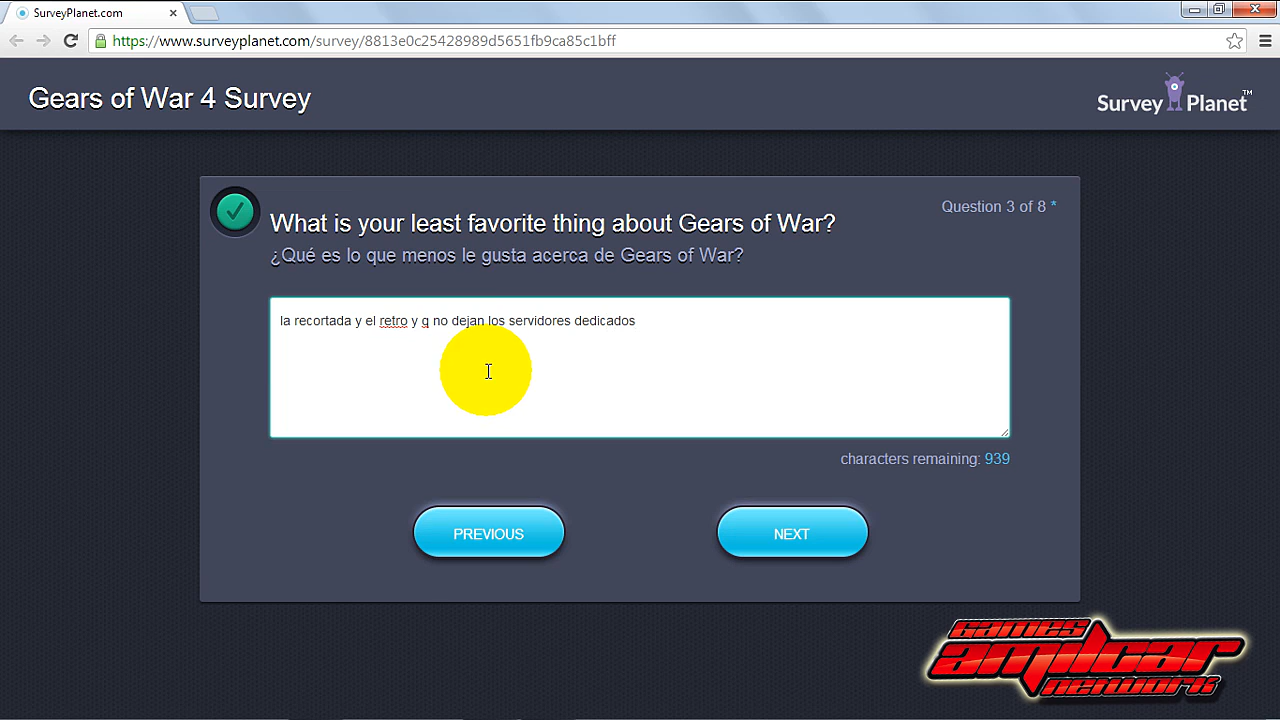 SurveyPlanet.com
https://www.surveyplanet.com/survey/8813e0c25428989d5651fb9ca85c1bff
Gears of War 4 Survey
Survey Planet™
What is your least favorite thing about Gears of War?
Question 3 of 8 *
¿Qué es lo que menos le gusta acerca de Gears of War?
la recortada y el retro y q no dejan los servidores dedicados
characters remaining: 939
PREVIOUS
NEXT
GAMES
AMILCAR
NETWORK